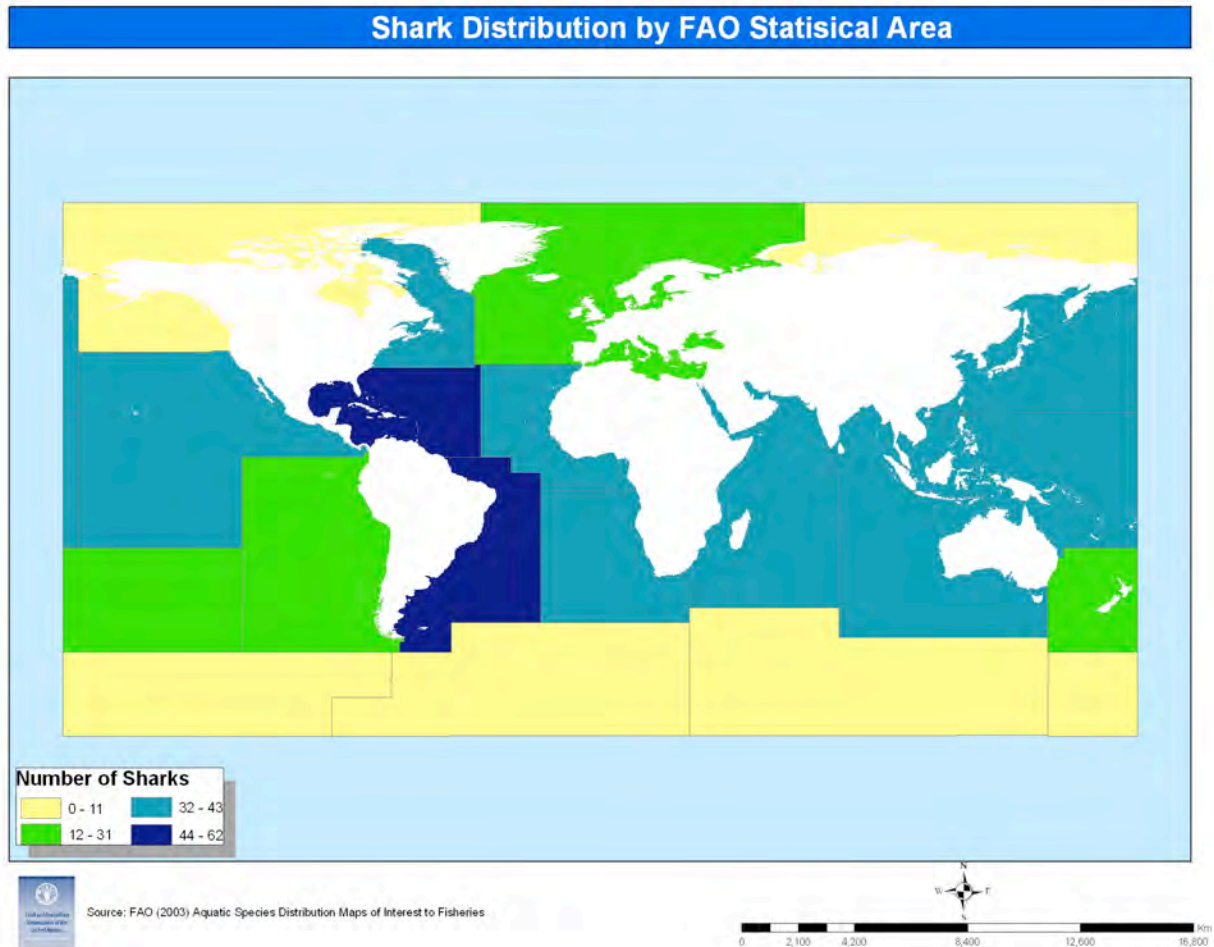 Shark Distribution by FAO Statisical Area
Number of Sharks
0 - 11
32 - 43
12 - 31
44 - 62
Source: FAO (2003) Aquatic Species Distribution Maps of Interest to Fisheries
N
W
S
Km
0 2,100 4,200 8,400 12,600 16,800